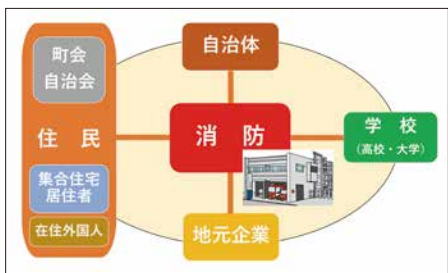 町会
自治会
住 民
集合住宅
居住者
在住外国人
自治体
消 防
地元企業
学 校
(高校・大学)